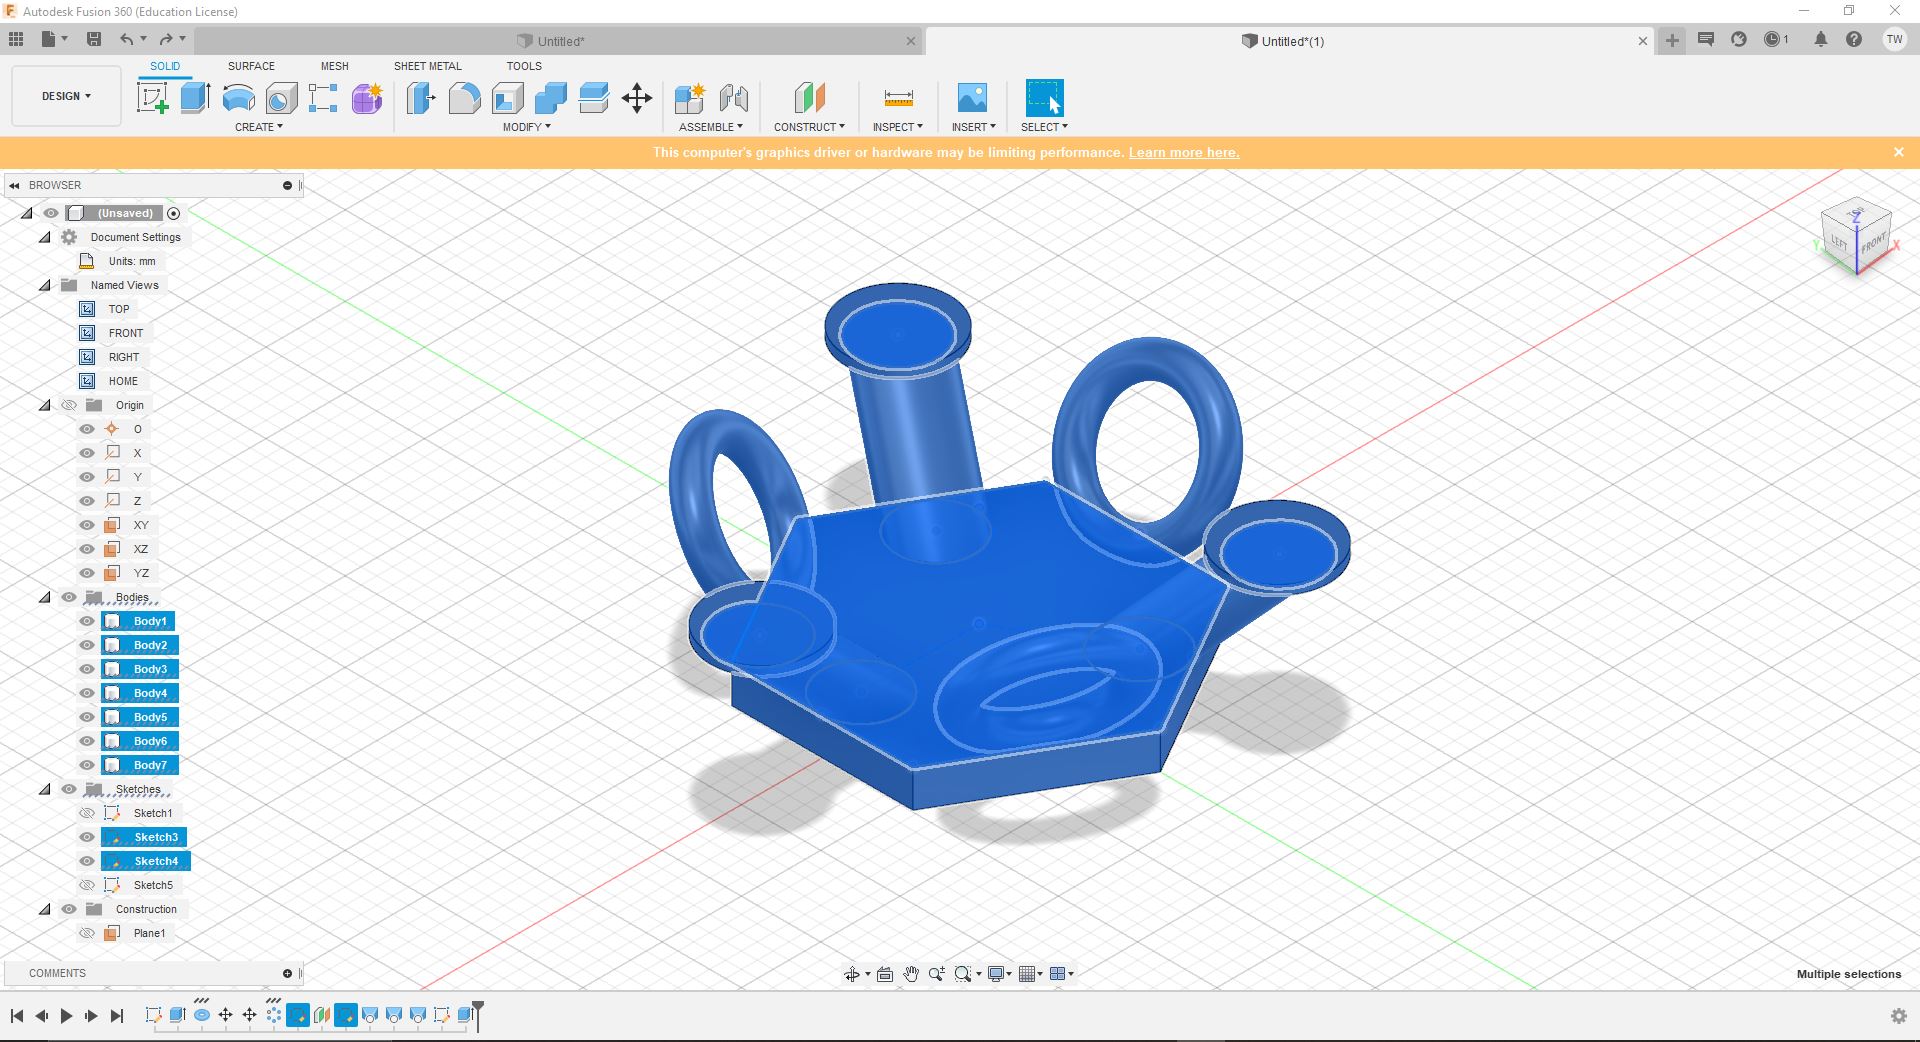 Autodesk Fusion 360 (Education License)
Untitled*
Untitled*(1)
1
TW
DESIGN
SOLID
SURFACE
MESH
SHEET METAL
TOOLS
CREATE
MODIFY
ASSEMBLE
CONSTRUCT
INSPECT
INSERT
SELECT
This computer's graphics driver or hardware may be limiting performance. Learn more here.
BROWSER
(Unsaved)
Document Settings
Units: mm
Named Views
TOP
FRONT
RIGHT
HOME
Origin
O
X
Y
Z
XY
XZ
YZ
Bodies
Body1
Body2
Body3
Body4
Body5
Body6
Body7
Sketches
Sketch1
Sketch3
Sketch4
Sketch5
Construction
Plane1
TOP
Z
LEFT
FRONT
Y
X
COMMENTS
Multiple selections